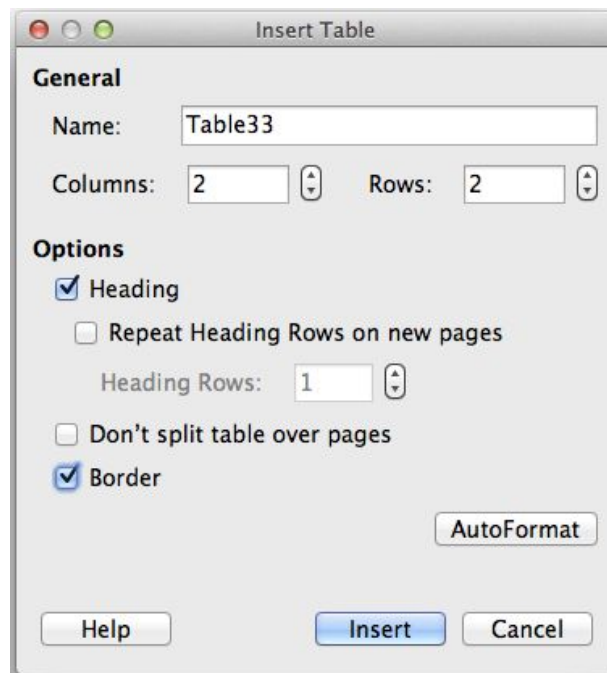 Insert Table
General
Name: Table33
Columns: 2 Rows: 2
Options
Heading
Repeat Heading Rows on new pages
Heading Rows: 1
Don't split table over pages
Border
AutoFormat
Help Insert Cancel